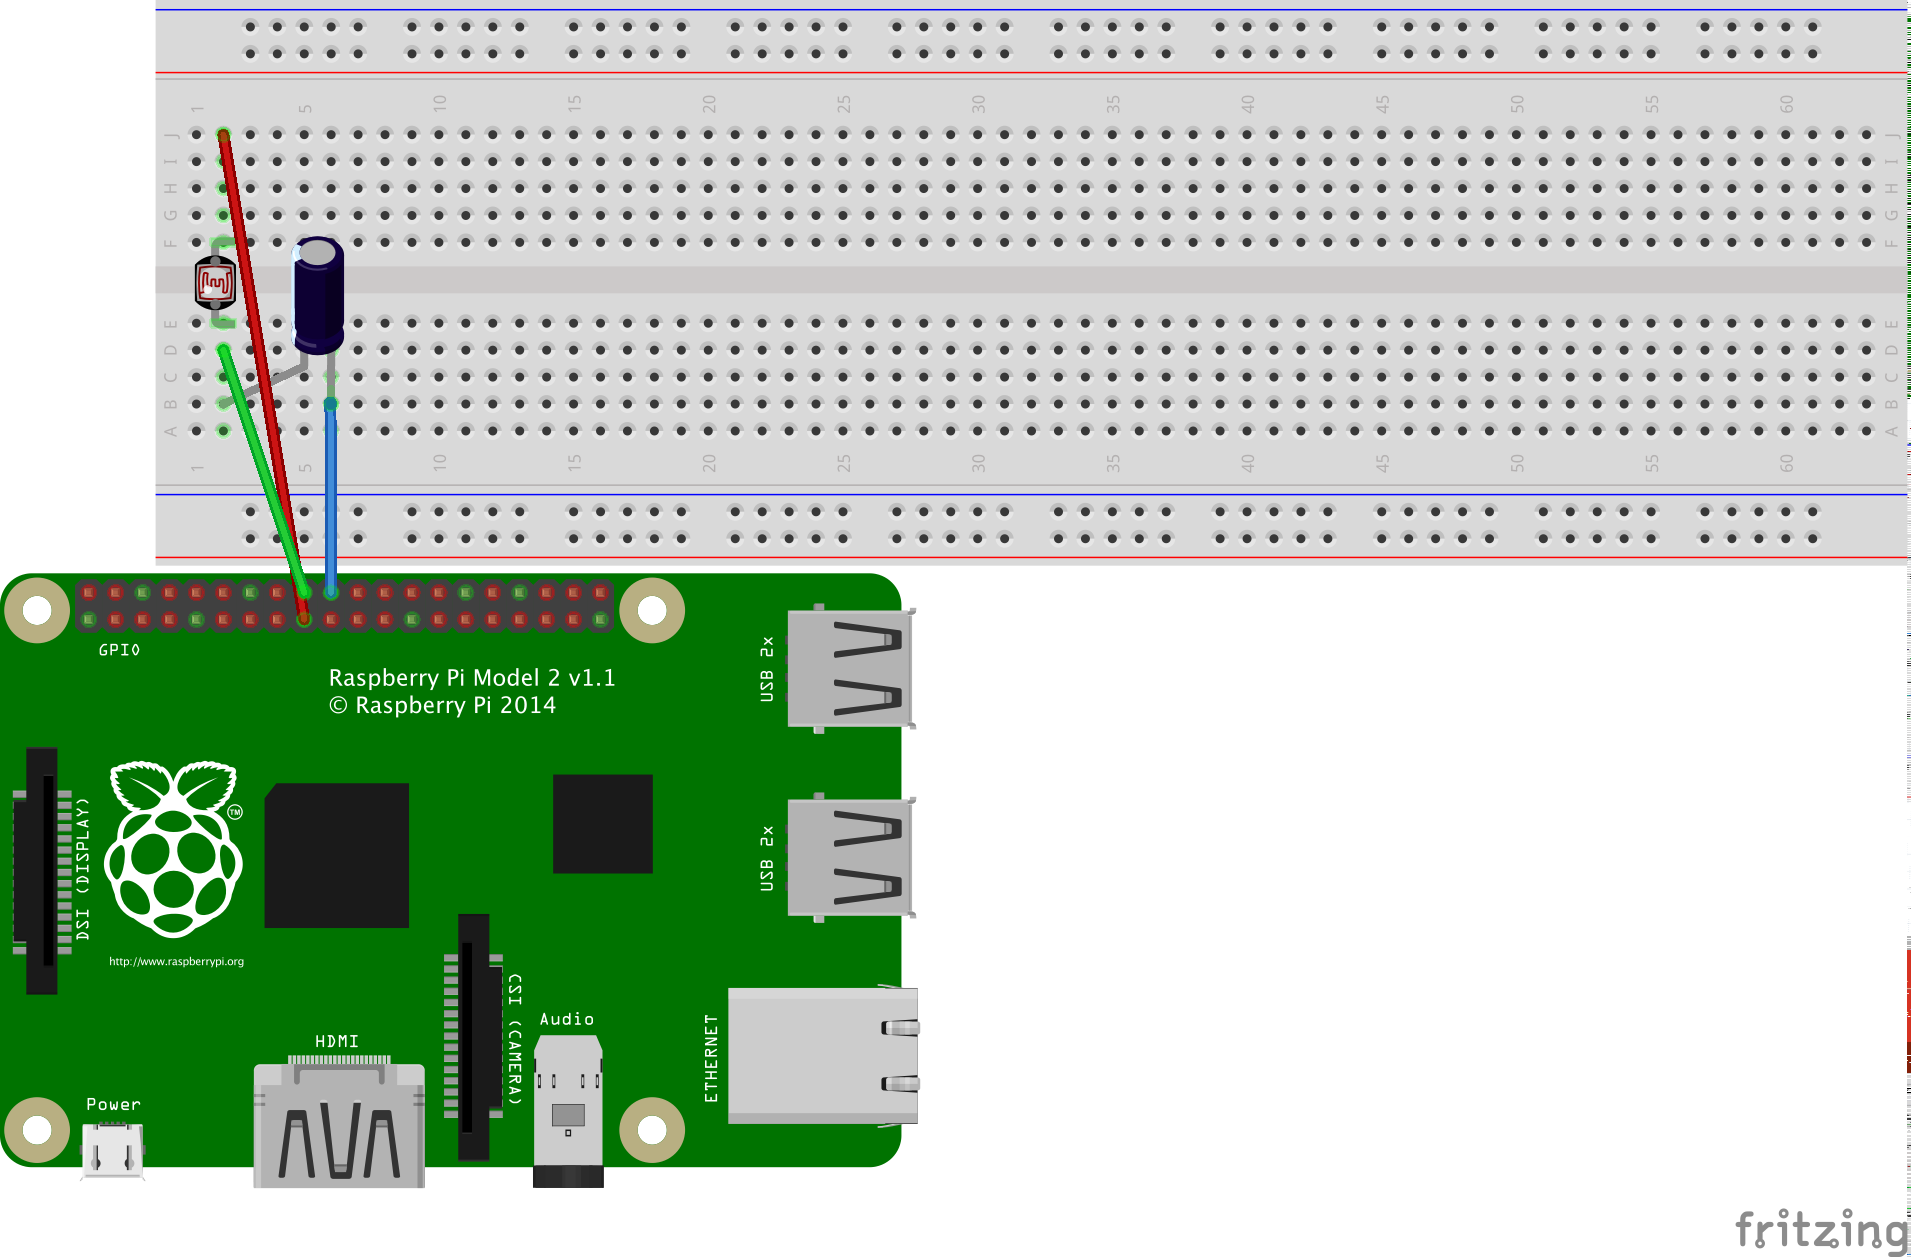 1 5 10 15 20 25 30 35 40 45 50 55 60
J J
I I
H H
G G
F F
E E
D D
C C
B B
A A
1 5 10 15 20 25 30 35 40 45 50 55 60
GPIO
Raspberry Pi Model 2 v1.1
© Raspberry Pi 2014
USB 2x
DSI (DISPLAY)
TM
USB 2x
http://www.raspberrypi.org
CSI (CAMERA)
Audio
ETHERNET
HDMI
Power
fritzing